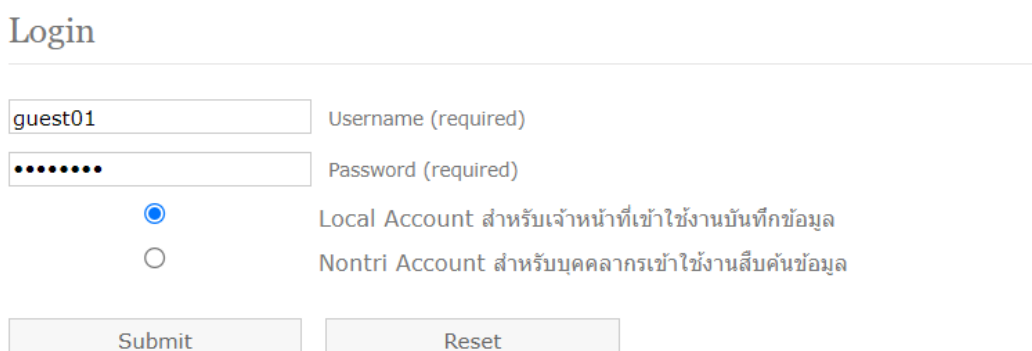 Login
guest01 Username (required)
•••••••• Password (required)
Local Account สำหรับเจ้าหน้าที่เข้าใช้งานบันทึกข้อมูล
Nontri Account สำหรับบุคคลากรเข้าใช้งานสืบค้นข้อมูล
Submit Reset